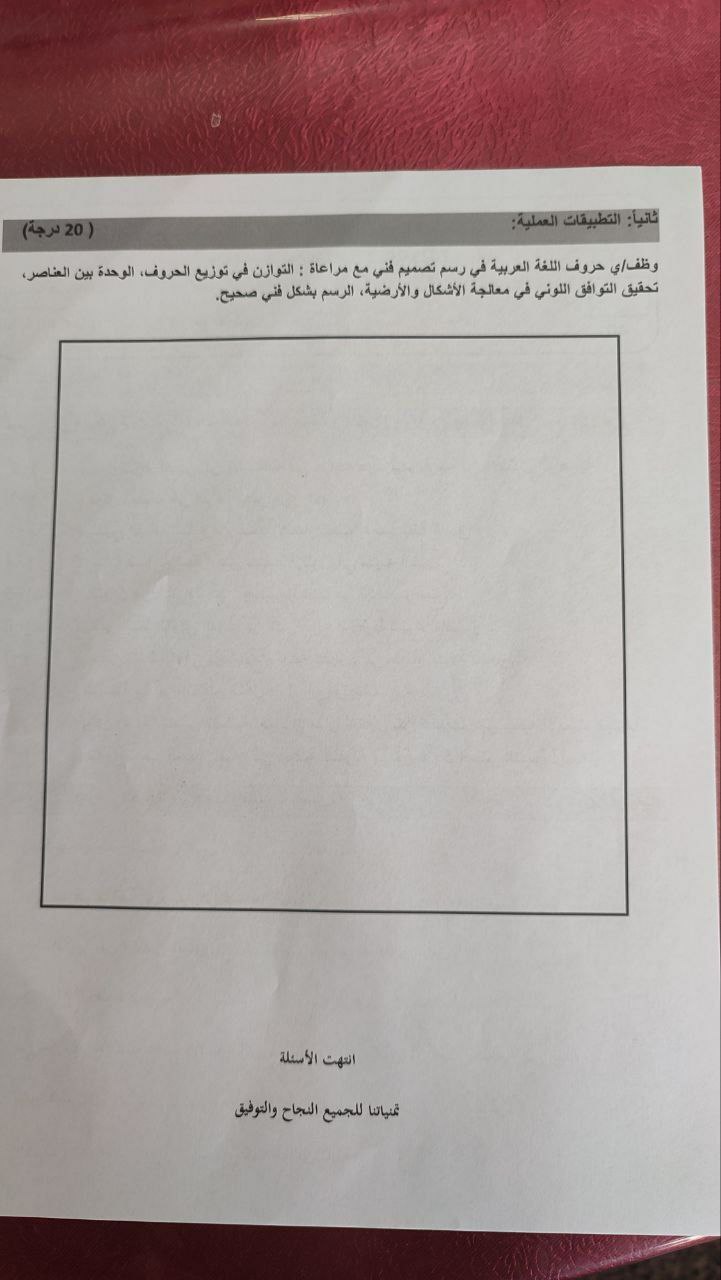 ثانياً: التطبيقات العملية: ( 20 درجة)
وظف/ي حروف اللغة العربية في رسم تصميم فني مع مراعاة : التوازن في توزيع الحروف، الوحدة بين العناصر،
تحقيق التوافق اللوني في معالجة الأشكال والأرضية، الرسم بشكل فني صحيح.
انتهت الأسئلة
تمنياتنا للجميع النجاح والتوفيق